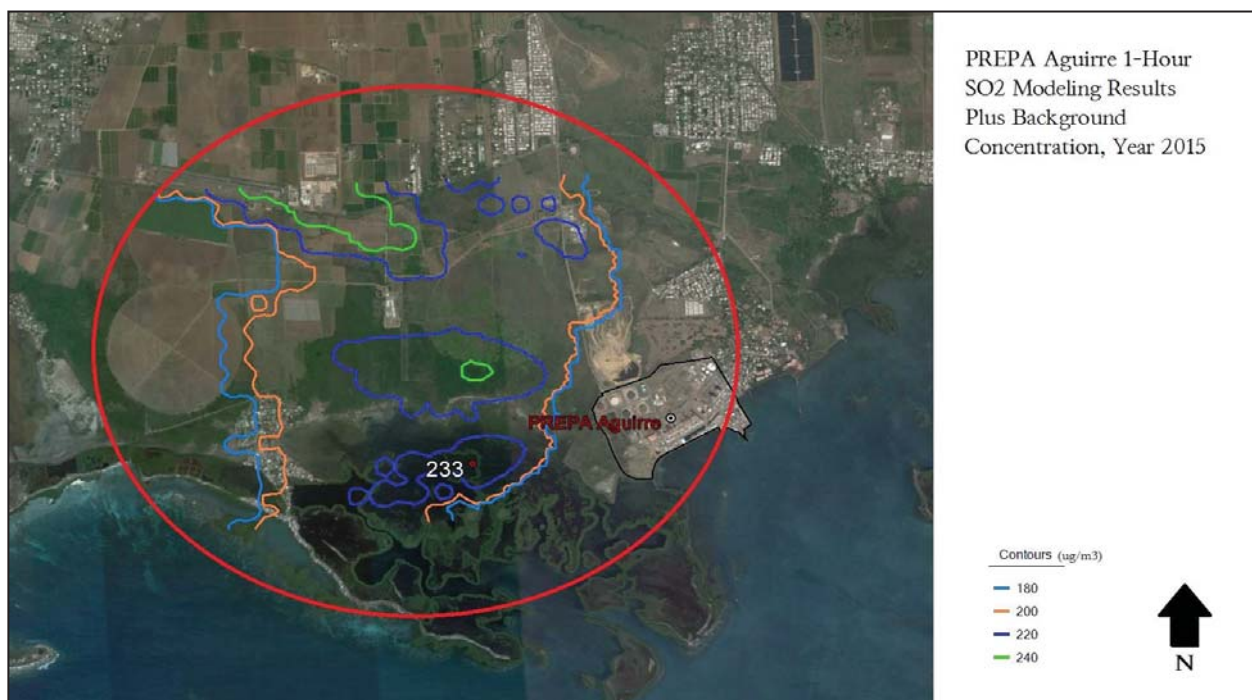 PREPA Aguirre 1-Hour
SO2 Modeling Results
Plus Background
Concentration, Year 2015
PREPA Aguirre
233
Contours (ug/m3)
180
200
220
240
N